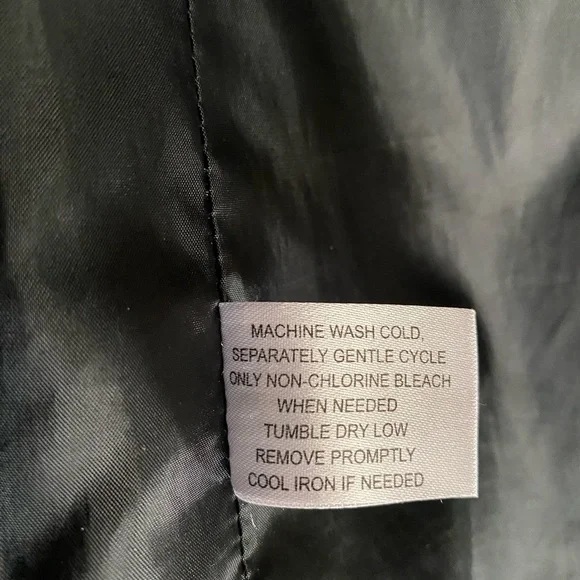 MACHINE WASH COLD,
SEPARATELY GENTLE CYCLE
ONLY NON-CHLORINE BLEACH
WHEN NEEDED
TUMBLE DRY LOW
REMOVE PROMPTLY
COOL IRON IF NEEDED